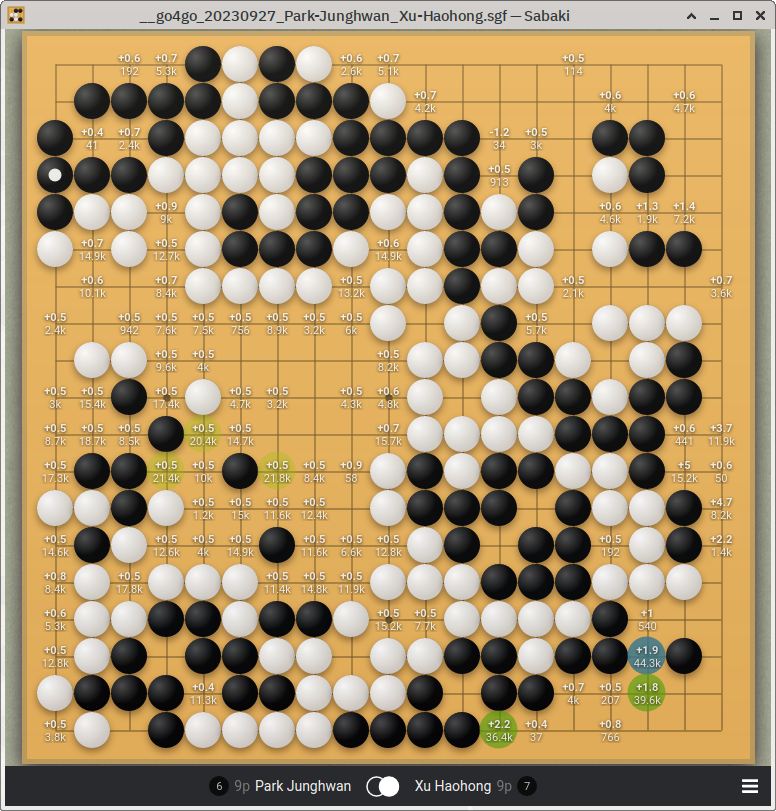 __go4go_20230927_Park-Junghwan_Xu-Haohong.sgf — Sabaki
+0.6 +0.7 +0.6 +0.7 +0.5
192 5.3k 2.6k 5.1k 114
+0.7 +0.6 +0.6
4.2k 4k 4.7k
+0.4 +0.7 -1.2 +0.5
41 2.4k 34 3k
+0.5
913
+0.9 +0.6 +1.3 +1.4
9k 4.6k 1.9k 7.2k
+0.7 +0.5 +0.6
14.9k 12.7k 14.9k
+0.6 +0.7 +0.5 +0.5 +0.7
10.1k 8.4k 13.2k 2.1k 3.6k
+0.5 +0.5 +0.5 +0.5 +0.5 +0.5 +0.5 +0.5 +0.5
2.4k 942 7.6k 7.5k 756 8.9k 3.2k 6k 5.7k
+0.5 +0.5 +0.5
9.6k 4k 8.2k
+0.5 +0.5 +0.5 +0.5 +0.5 +0.5 +0.6
3k 15.4k 17.4k 4.7k 3.2k 4.3k 4.8k
+0.5 +0.5 +0.5 +0.5 +0.5 +0.7 +0.6 +3.7
8.7k 18.7k 8.5k 20.4k 14.7k 15.7k 441 11.9k
+0.5 +0.5 +0.5 +0.5 +0.5 +0.9 +5 +0.6
17.3k 21.4k 10k 21.8k 8.4k 58 15.2k 50
+0.5 +0.5 +0.5 +0.5 +4.7
1.2k 15k 11.6k 12.4k 8.2k
+0.5 +0.5 +0.5 +0.5 +0.5 +0.5 +0.5 +0.5 +2.2
14.6k 12.6k 4k 14.9k 11.6k 6.6k 12.8k 192 1.4k
+0.8 +0.5 +0.5 +0.5 +0.5
8.4k 17.8k 11.4k 14.8k 11.9k
+0.6 +0.5 +0.5 +1
5.3k 15.2k 7.7k 540
+0.5 +1.9
12.8k 44.3k
+0.4 +0.7 +0.5 +1.8
11.3k 4k 207 39.6k
+0.5 +2.2 +0.4 +0.8
3.8k 36.4k 37 766
6 9p Park Junghwan Xu Haohong 9p 7